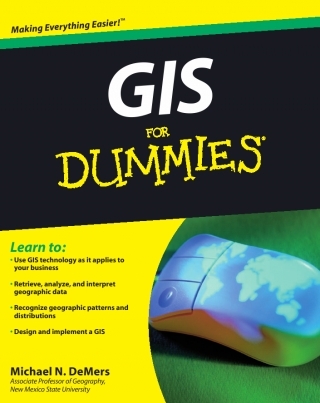 Making Everything Easier!™
GIS
FOR
DUMMIES®
Learn to:
• Use GIS technology as it applies to
your business
• Retrieve, analyze, and interpret
geographic data
• Recognize geographic patterns and
distributions
• Design and implement a GIS
Michael N. DeMers
Associate Professor of Geography,
New Mexico State University